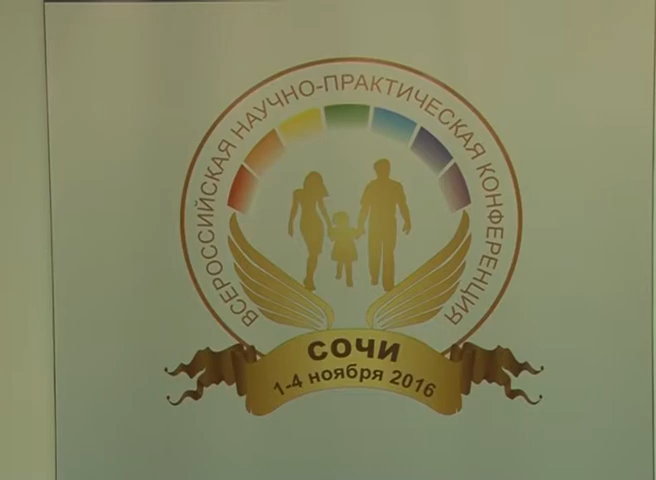 ВСЕРОССИЙСКАЯ НАУЧНО-ПРАКТИЧЕСКАЯ КОНФЕРЕНЦИЯ
СОЧИ
1-4 ноября 2016